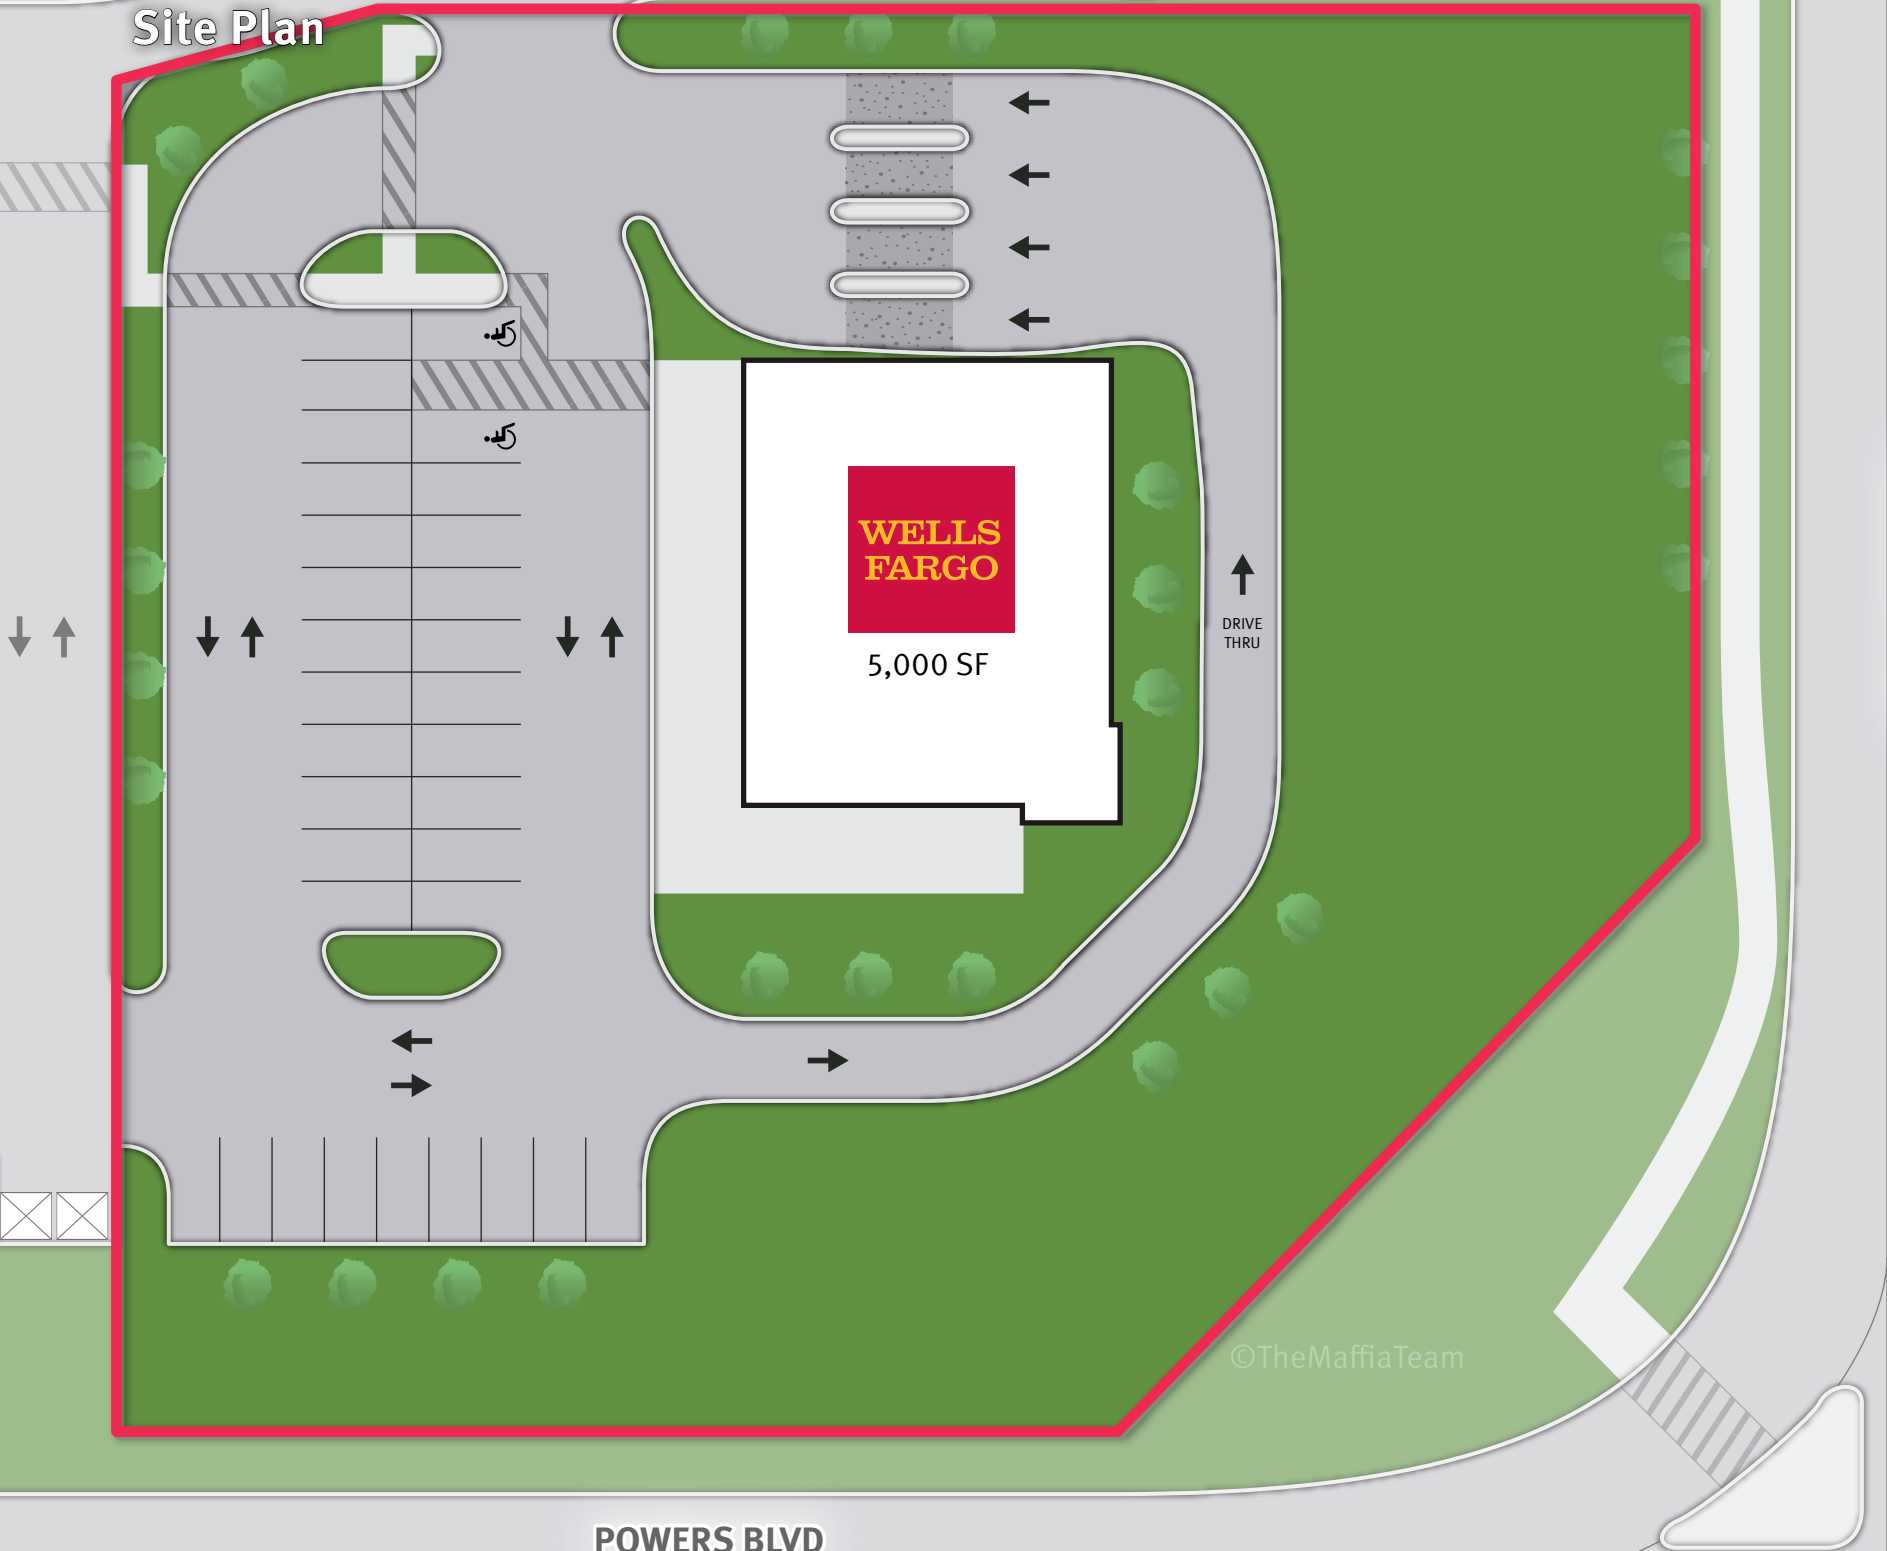 Site Plan
WELLS
FARGO
5,000 SF
DRIVE
THRU
©TheMaffiaTeam
POWERS BLVD